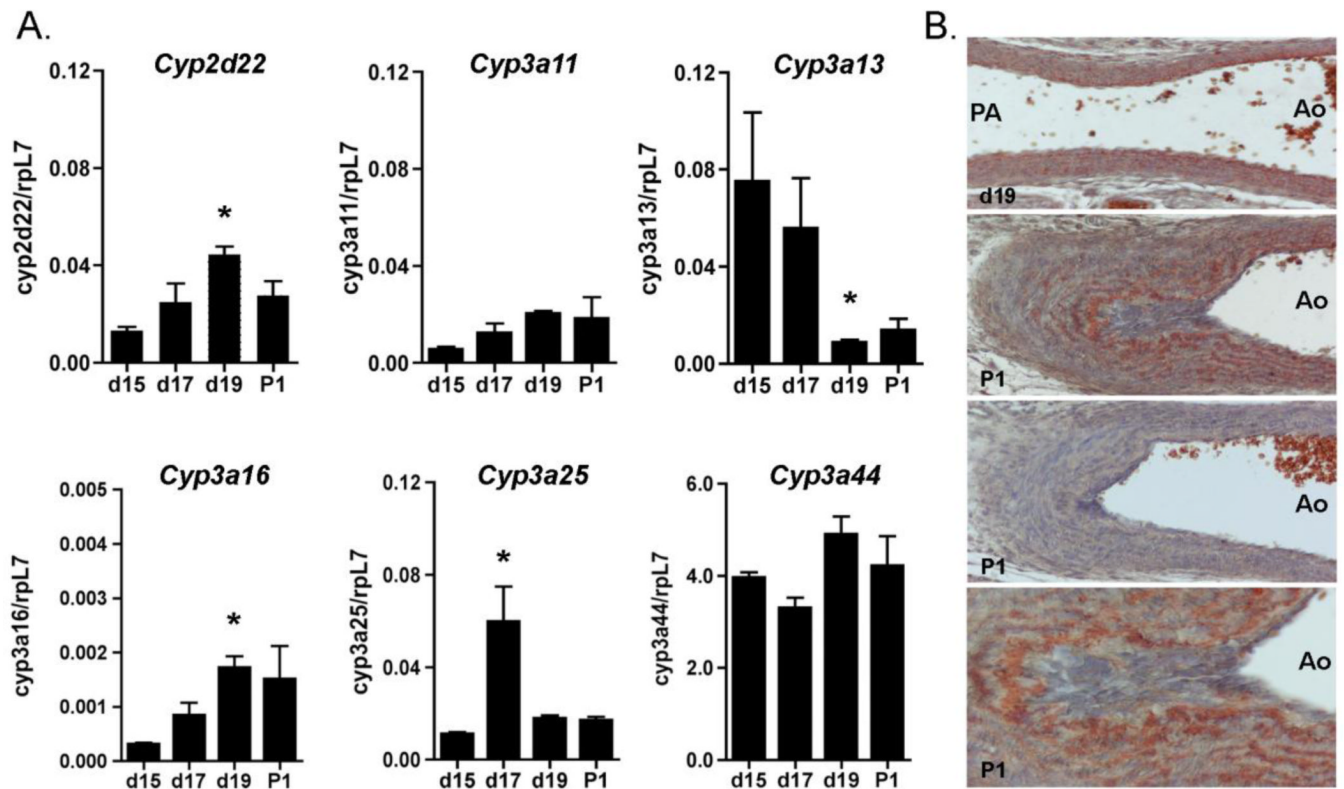 A.
Cyp2d22
cyp2d22/rpL7
0.12
0.08
0.04
0.00
*
d15 d17 d19 P1
Cyp3a11
cyp3a11/rpL7
0.12
0.08
0.04
0.00
d15 d17 d19 P1
Cyp3a13
cyp3a13/rpL7
0.12
0.08
0.04
0.00
*
d15 d17 d19 P1
Cyp3a16
cyp3a16/rpL7
0.005
0.004
0.003
0.002
0.001
0.000
*
d15 d17 d19 P1
Cyp3a25
cyp3a25/rpL7
0.12
0.08
0.04
0.00
*
d15 d17 d19 P1
Cyp3a44
cyp3a44/rpL7
6.0
4.0
2.0
0.0
d15 d17 d19 P1
B.
PA Ao
d19
Ao
P1
Ao
P1
Ao
P1